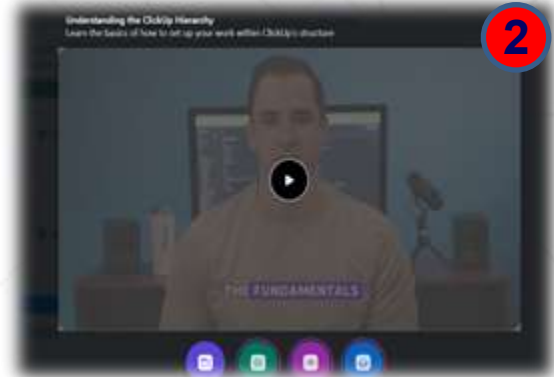 Understanding the ClickUp Hierarchy
Learn the basics of how to set up your work within ClickUp's structure
2
THE FUNDAMENTALS